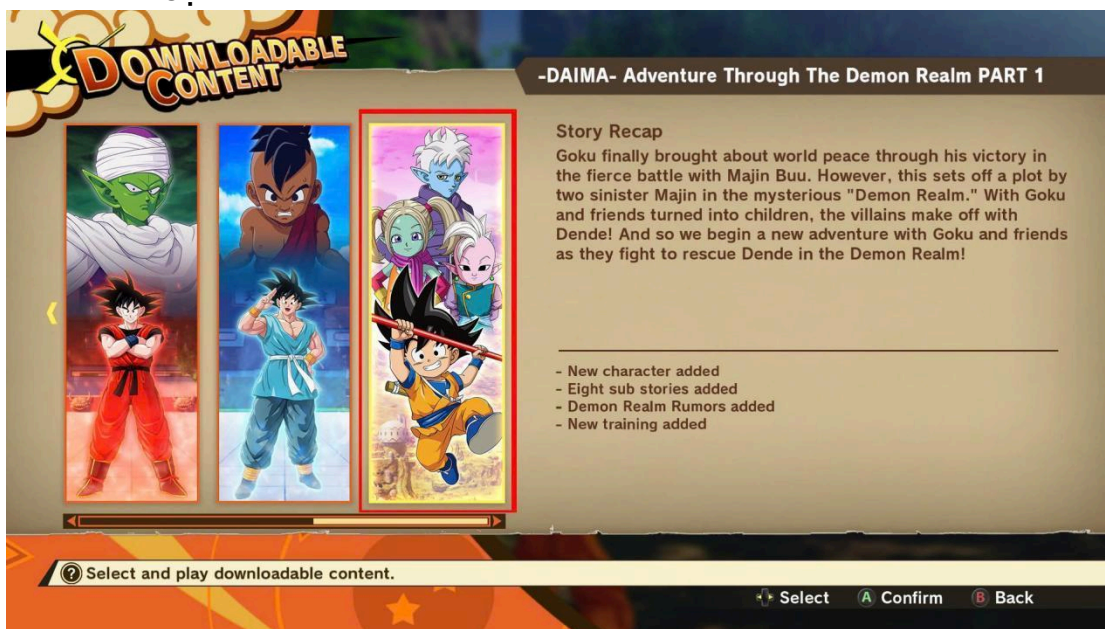 DOWNLOADABLE
CONTENT
-DAIMA- Adventure Through The Demon Realm PART 1
Story Recap
Goku finally brought about world peace through his victory in
the fierce battle with Majin Buu. However, this sets off a plot by
two sinister Majin in the mysterious "Demon Realm." With Goku
and friends turned into children, the villains make off with
Dende! And so we begin a new adventure with Goku and friends
as they fight to rescue Dende in the Demon Realm!
- New character added
- Eight sub stories added
- Demon Realm Rumors added
- New training added
Select and play downloadable content.
Select A Confirm B Back